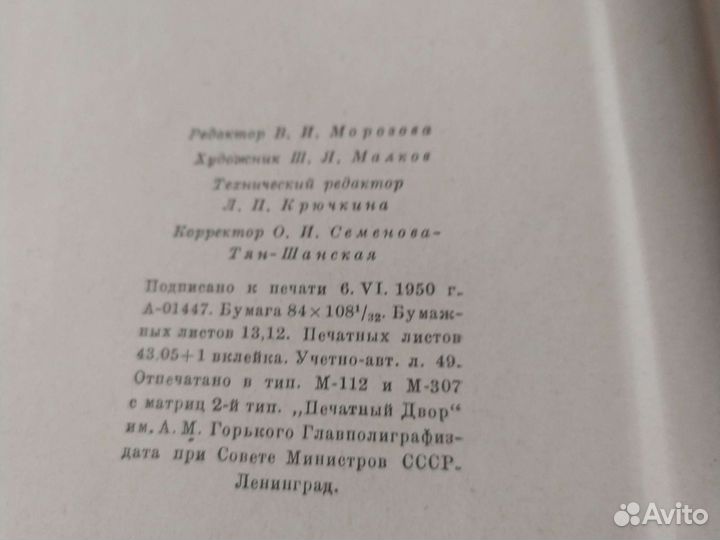 Редактор В. И. Морозова
Художник Ш. Л. Малков
Технический редактор
Л. П. Крючкина
Корректор О. И. Семенова-
Тян-Шанская
Подписано к печати 6. VI. 1950 г.
А-01447. Бумага 84×108¹/₃₂. Бумаж-
ных листов 13,12. Печатных листов
43,05+1 вклейка. Учетно-авт. л. 49.
Отпечатано в тип. М-112 и М-307
с матриц 2-й тип. „Печатный Двор“
им. А. М. Горького Главполиграфиз-
дата при Совете Министров СССР.
Ленинград.
Avito